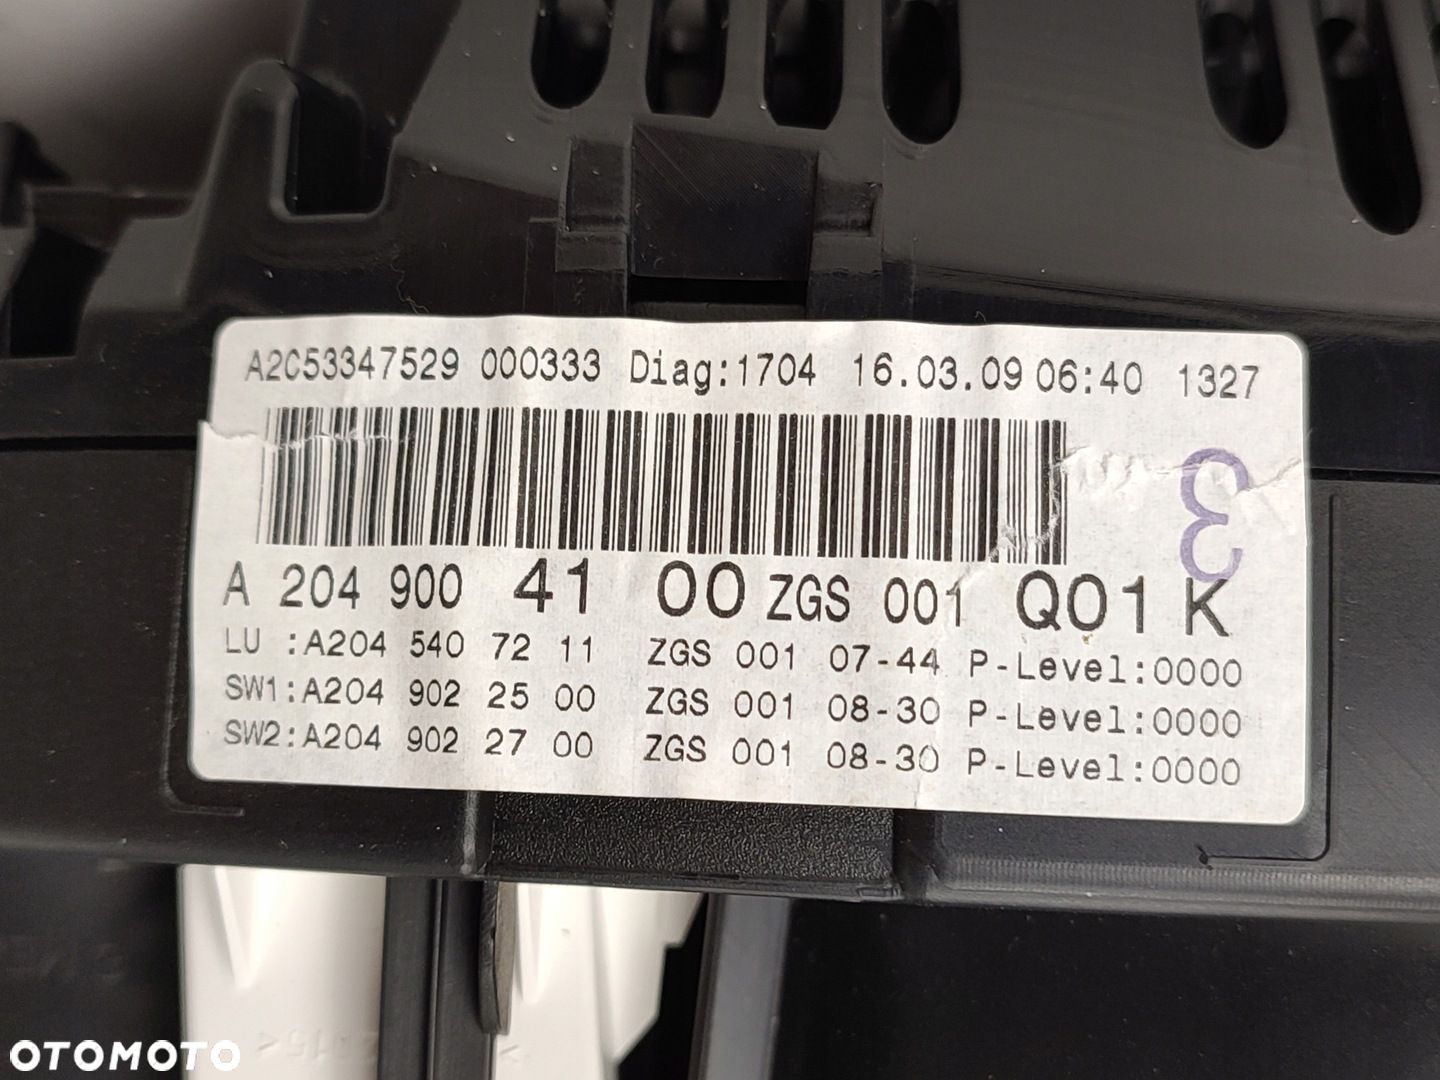 A2C53347529 000333 Diag:1704 16.03.09 06:40 1327
3
A 204 900 41 00 ZGS 001 Q01 K
LU :A204 540 72 11 ZGS 001 07-44 P-Level:0000
SW1:A204 902 25 00 ZGS 001 08-30 P-Level:0000
SW2:A204 902 27 00 ZGS 001 08-30 P-Level:0000
OTOMOTO